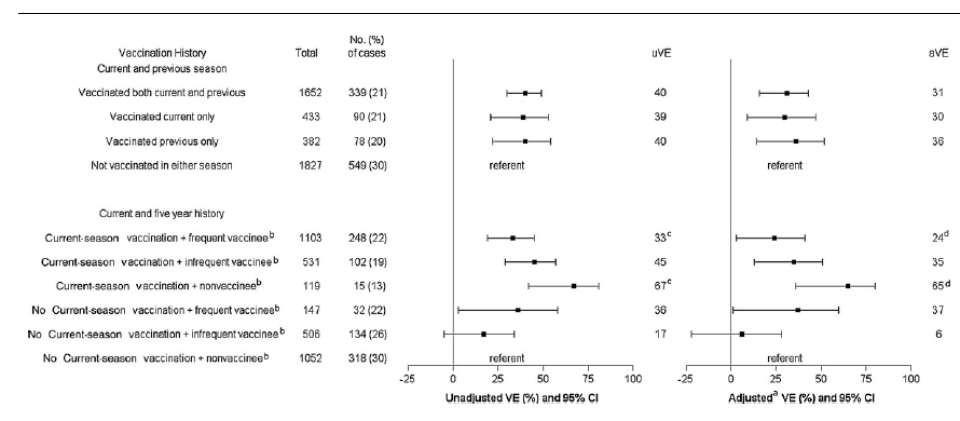 No. (%)
Vaccination History Total of cases uVE aVE
Current and previous season
Vaccinated both current and previous 1652 339 (21) 40 31
Vaccinated current only 433 90 (21) 39 30
Vaccinated previous only 382 78 (20) 40 36
Not vaccinated in either season 1827 549 (30) referent referent
Current and five year history
Current-season vaccination + frequent vaccinee b 1103 248 (22) 33 c 24 d
Current-season vaccination + infrequent vaccinee b 531 102 (19) 45 35
Current-season vaccination + nonvaccinee b 119 15 (13) 67 c 65 d
No Current-season vaccination + frequent vaccinee b 147 32 (22) 36 37
No Current-season vaccination + infrequent vaccinee b 506 134 (26) 17 6
No Current-season vaccination + nonvaccinee b 1052 318 (30) referent referent
-25 0 25 50 75 100 -25 0 25 50 75 100
Unadjusted VE (%) and 95% CI Adjusted a VE (%) and 95% CI